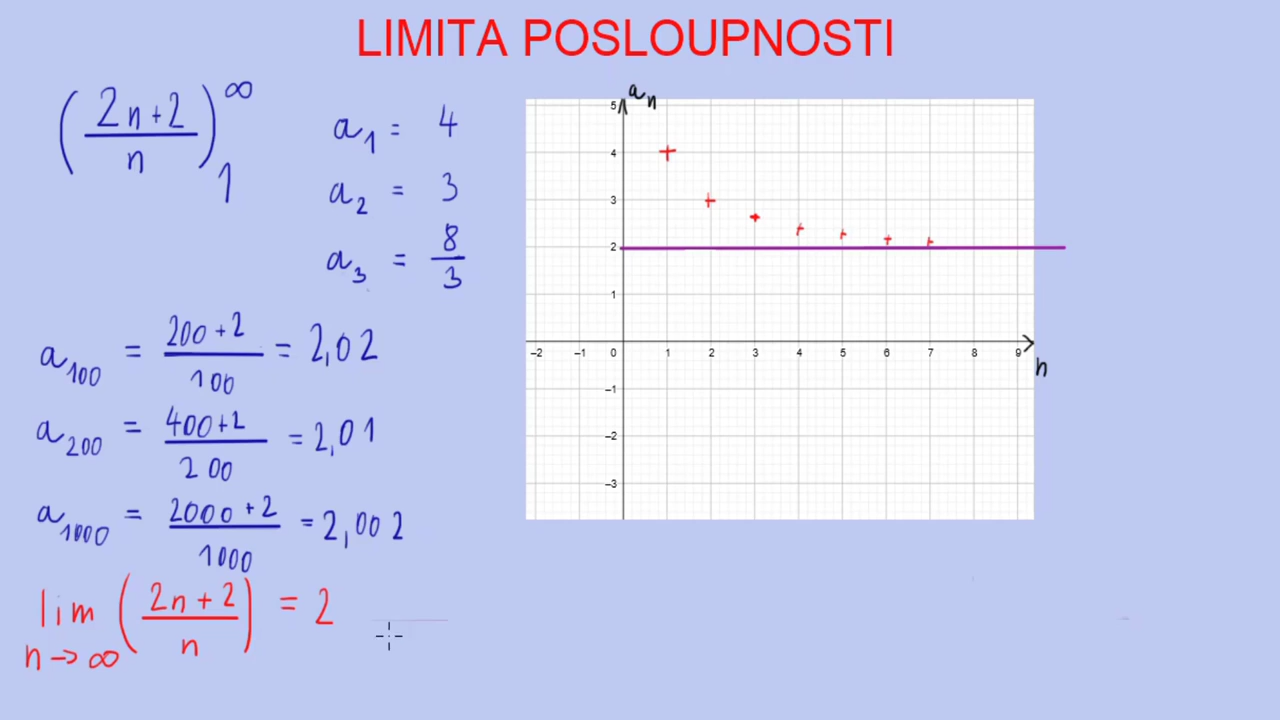 LIMITA POSLOUPNOSTI
( (2n+2)/n )₁^∞
a₁ = 4
a₂ = 3
a₃ = 8/3
a₁₀₀ = (200+2)/100 = 2,02
a₂₀₀ = (400+2)/200 = 2,01
a₁₀₀₀ = (2000+2)/1000 = 2,002
lim n→∞ ( (2n+2)/n ) = 2
aₙ
5
4
3
2
1
-2 -1 0 1 2 3 4 5 6 7 8 9
n
-1
-2
-3